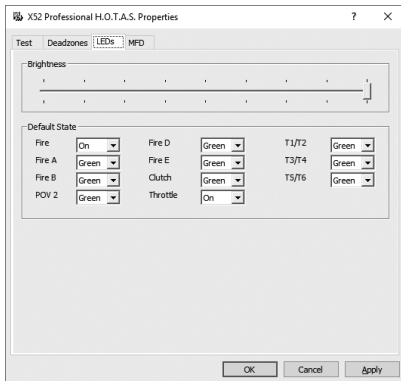 X52 Professional H.O.T.A.S. Properties ? ×
Test Deadzones LEDs MFD
Brightness
Default State
Fire On Fire D Green T1/T2 Green
Fire A Green Fire E Green T3/T4 Green
Fire B Green Clutch Green T5/T6 Green
POV 2 Green Throttle On
OK Cancel Apply